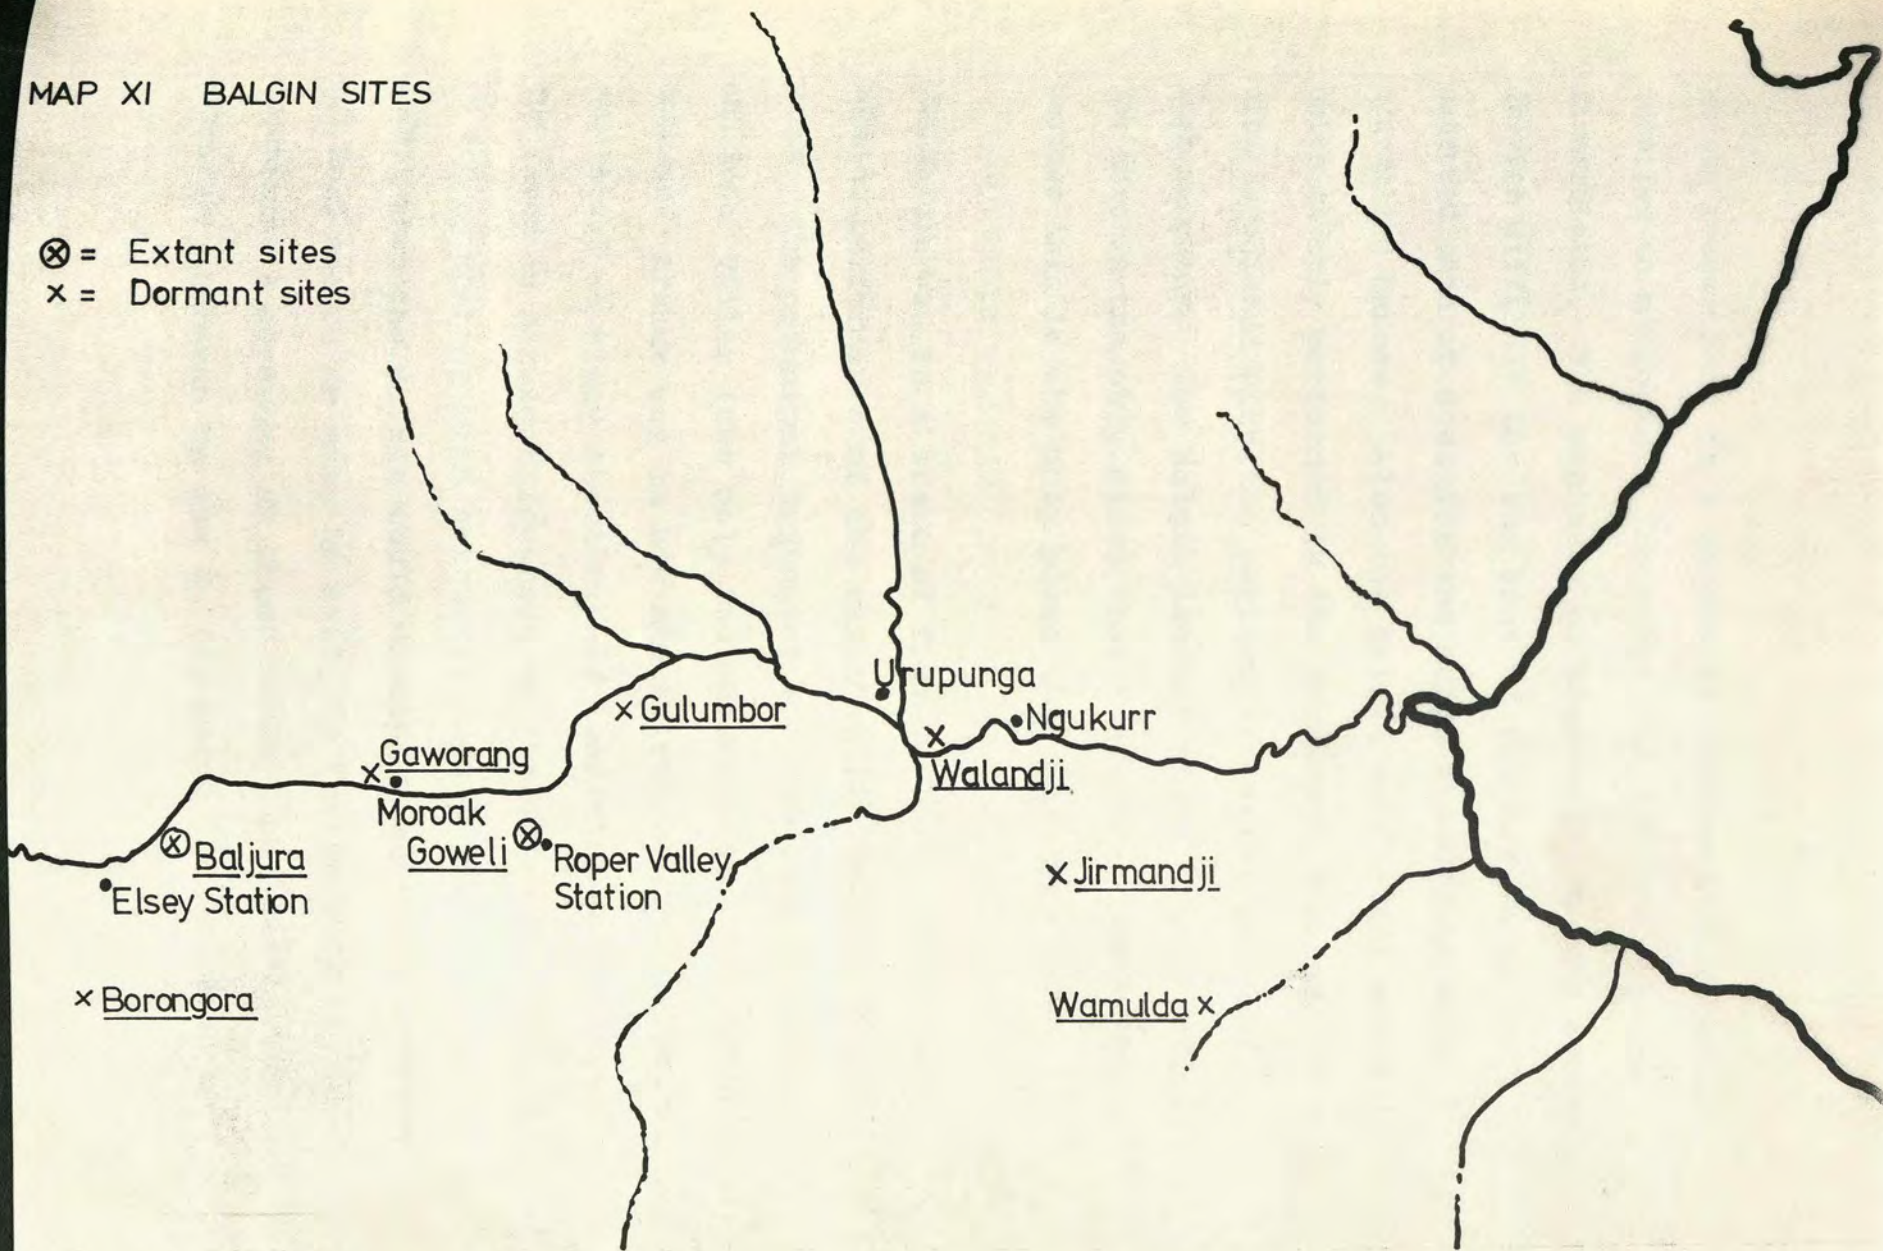 MAP XI BALGIN SITES
⊗ = Extant sites
× = Dormant sites
Urupunga
× Gulumbor
Ngukurr
Gaworang
×
×
Walandji
Moroak
Goweli ⊗
⊗ Baljura
Roper Valley
Station
× Jirmandji
Elsey Station
× Borongora
Wamulda ×